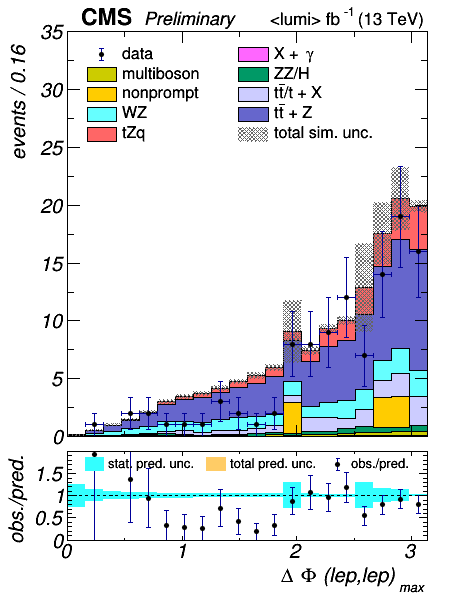 CMS Preliminary <lumi> fb⁻¹ (13 TeV)
events / 0.16
35
30
25
20
15
10
5
0
data
multiboson
nonprompt
WZ
tZq
X + γ
ZZ/H
tt̄/t + X
tt̄ + Z
total sim. unc.
obs./pred.
1.5
1
0.5
0
stat. pred. unc. total pred. unc. obs./pred.
0 1 2 3
Δ Φ (lep,lep) max